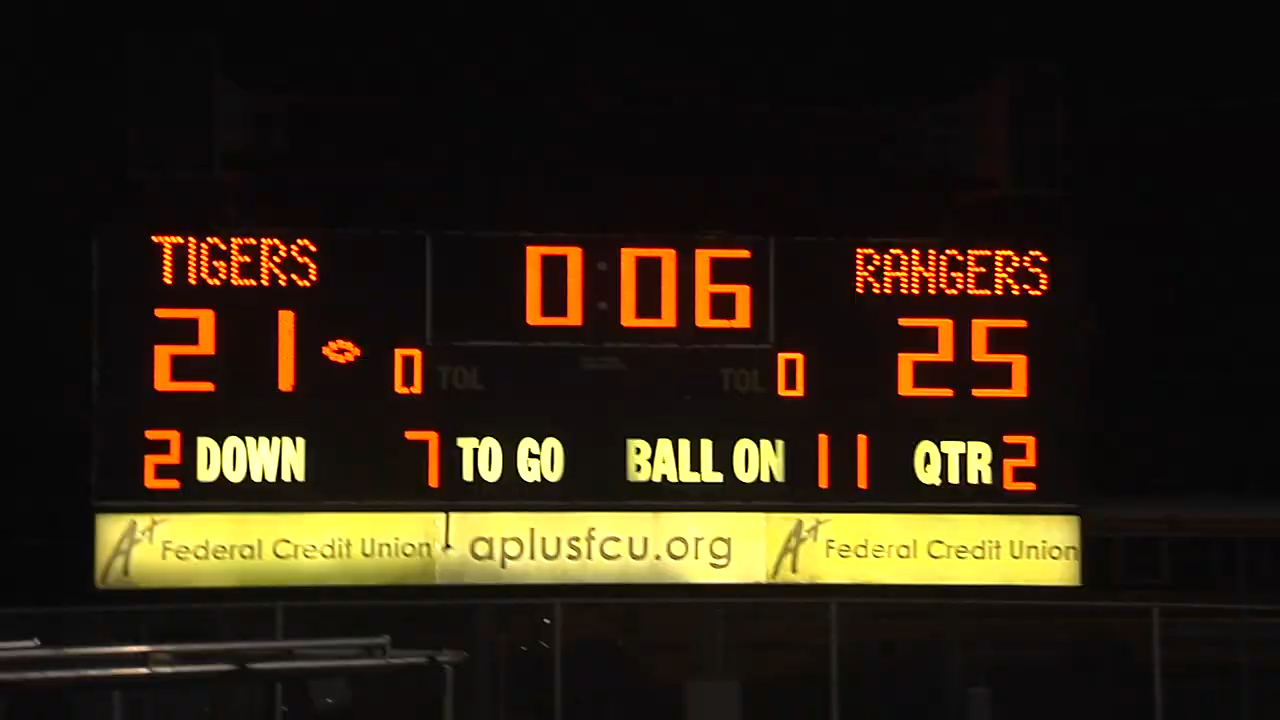 TIGERS 0:06 RANGERS
21 0 TOL TOL 0 25
2 DOWN 7 TO GO BALL ON 11 QTR 2
A+ Federal Credit Union aplusfcu.org A+ Federal Credit Union